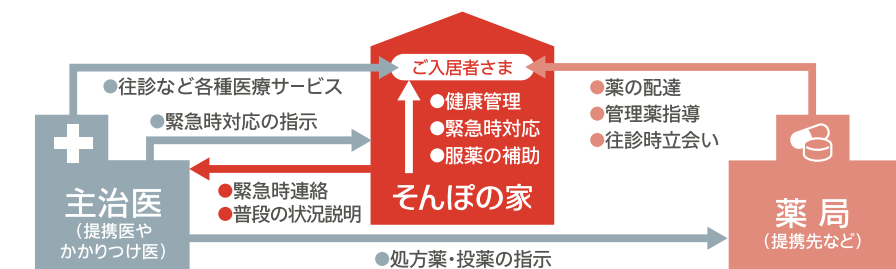 ご入居者さま
●往診など各種医療サービス
●緊急時対応の指示
●健康管理
●緊急時対応
●服薬の補助
そんぽの家
●薬の配達
●管理薬指導
●往診時立会い
主治医
（提携医や
かかりつけ医）
●緊急時連絡
●普段の状況説明
薬局
（提携先など）
●処方薬・投薬の指示